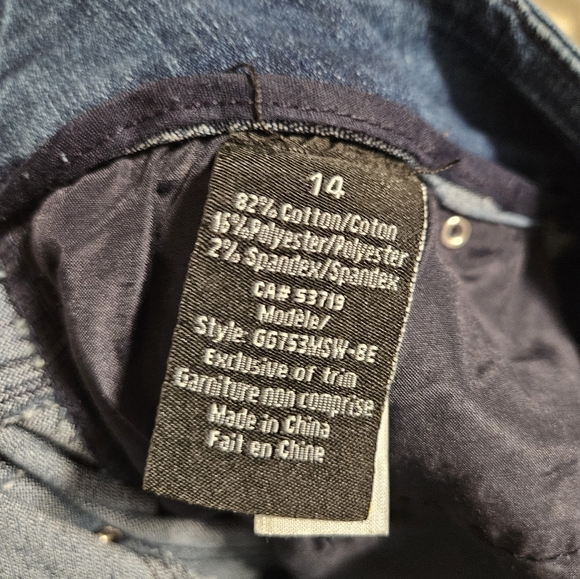 14
82% Cotton/Coton
16% Polyester/Polyester
2% Spandex/Spandex
CA# 53719
Modèle/
Style: GG753MSW-8E
Exclusive of trim
Garniture non comprise
Made in China
Fait en Chine